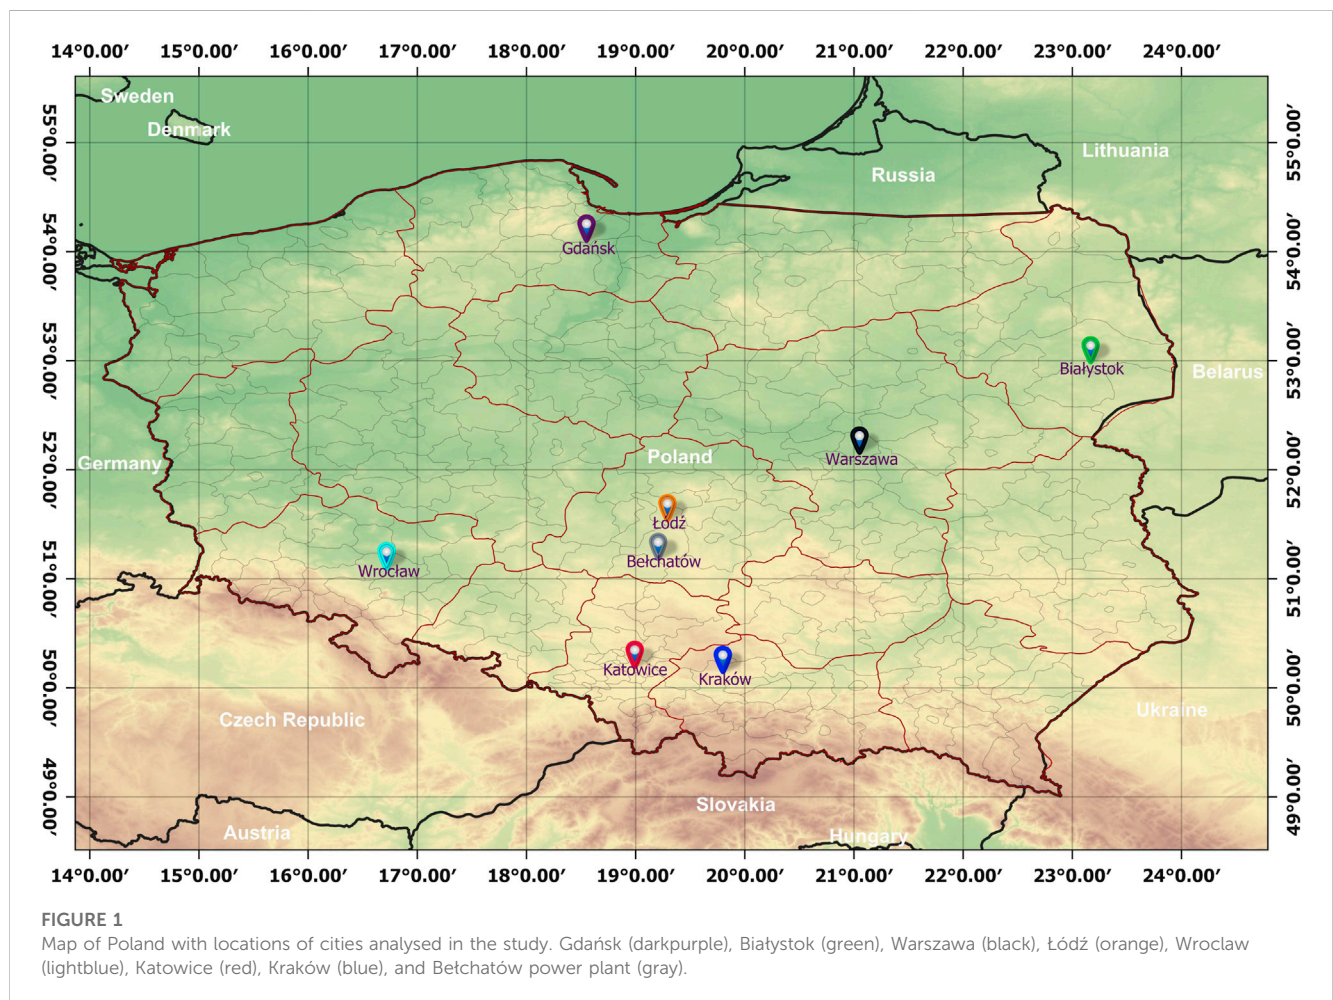 14°0.00′ 15°0.00′ 16°0.00′ 17°0.00′ 18°0.00′ 19°0.00′ 20°0.00′ 21°0.00′ 22°0.00′ 23°0.00′ 24°0.00′
Sweden
Denmark
55°0.00′ 55°0.00′
Lithuania
Russia
Gdańsk
54°0.00′ 54°0.00′
53°0.00′ 53°0.00′
Białystok
Belarus
Warszawa
Poland
Germany
52°0.00′ 52°0.00′
Łódź
Bełchatów
Wrocław
51°0.00′ 51°0.00′
Katowice
Kraków
50°0.00′ 50°0.00′
Ukraine
Czech Republic
49°0.00′ 49°0.00′
Slovakia
Austria
Hungary
14°0.00′ 15°0.00′ 16°0.00′ 17°0.00′ 18°0.00′ 19°0.00′ 20°0.00′ 21°0.00′ 22°0.00′ 23°0.00′ 24°0.00′
FIGURE 1
Map of Poland with locations of cities analysed in the study. Gdańsk (darkpurple), Białystok (green), Warszawa (black), Łódź (orange), Wroclaw
(lightblue), Katowice (red), Kraków (blue), and Bełchatów power plant (gray).